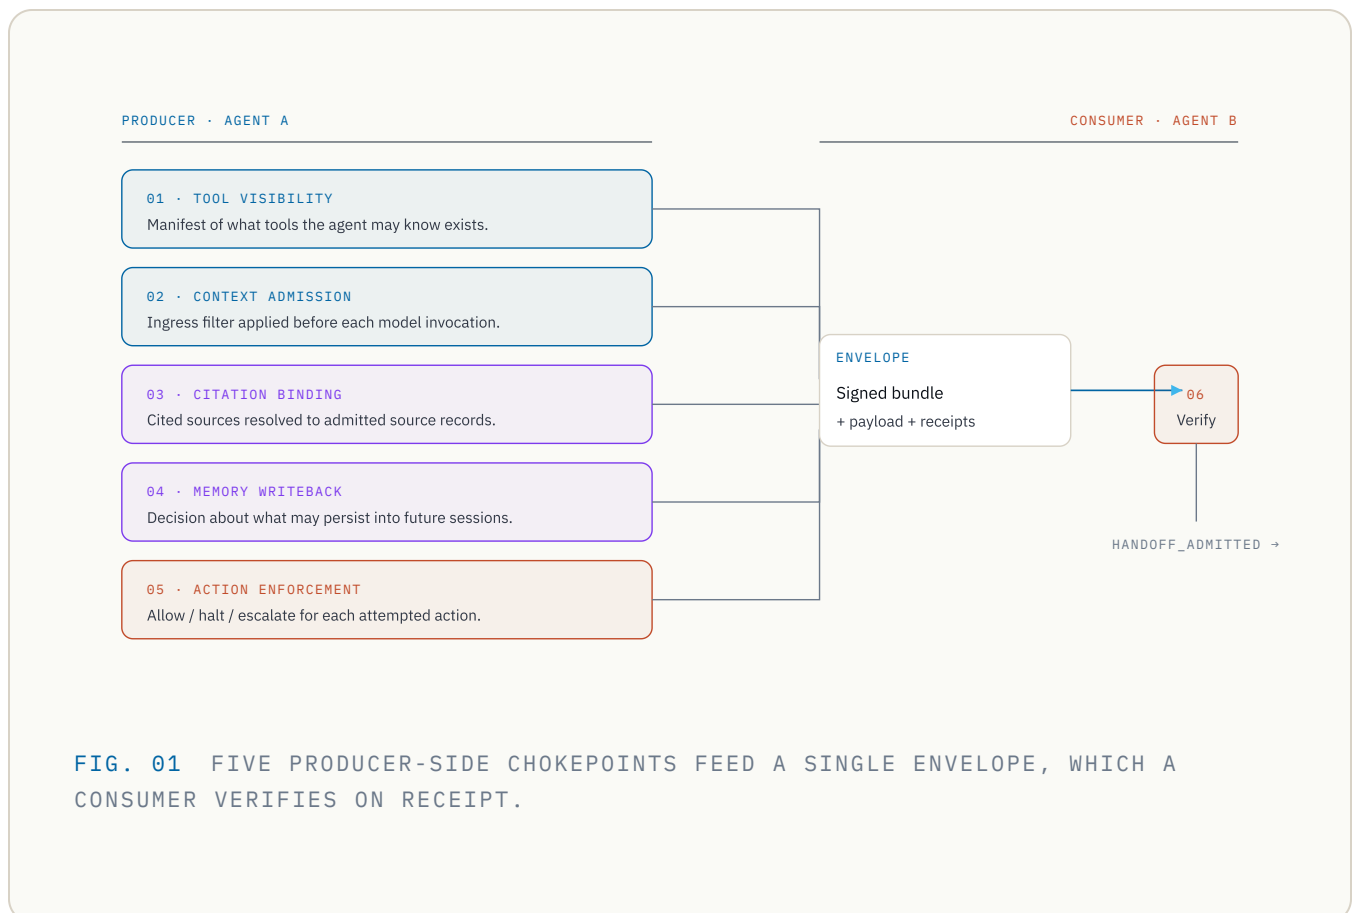 PRODUCER · AGENT A
CONSUMER · AGENT B
01 · TOOL VISIBILITY
Manifest of what tools the agent may know exists.
02 · CONTEXT ADMISSION
Ingress filter applied before each model invocation.
03 · CITATION BINDING
Cited sources resolved to admitted source records.
04 · MEMORY WRITEBACK
Decision about what may persist into future sessions.
05 · ACTION ENFORCEMENT
Allow / halt / escalate for each attempted action.
ENVELOPE
Signed bundle
+ payload + receipts
06
Verify
HANDOFF_ADMITTED →
FIG. 01 FIVE PRODUCER-SIDE CHOKEPOINTS FEED A SINGLE ENVELOPE, WHICH A
CONSUMER VERIFIES ON RECEIPT.